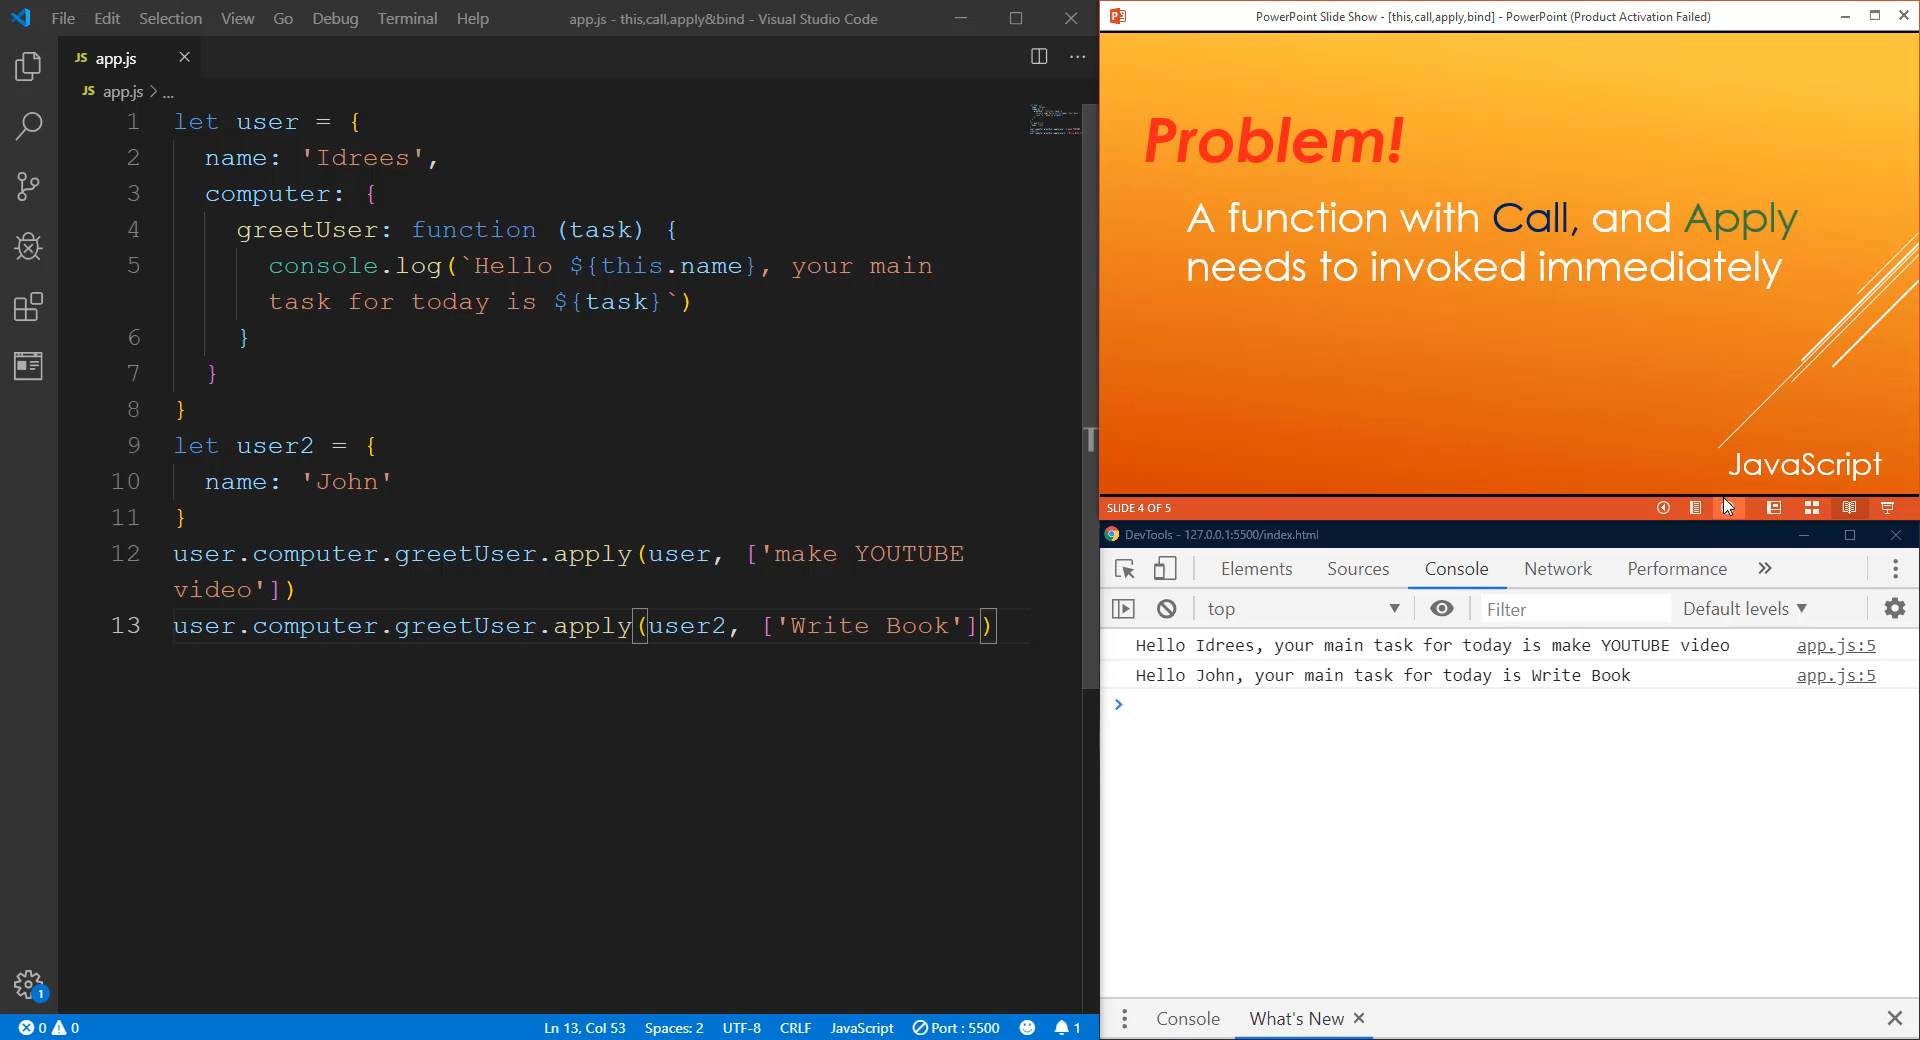 File Edit Selection View Go Debug Terminal Help
app.js - this,call,apply&bind - Visual Studio Code
JS app.js
JS app.js > ...
1 let user = {
2 name: 'Idrees',
3 computer: {
4 greetUser: function (task) {
5 console.log(`Hello ${this.name}, your main
task for today is ${task}`)
6 }
7 }
8 }
9 let user2 = {
10 name: 'John'
11 }
12 user.computer.greetUser.apply(user, ['make YOUTUBE
video'])
13 user.computer.greetUser.apply(user2, ['Write Book'])
1
0 0
Ln 13, Col 53 Spaces: 2 UTF-8 CRLF JavaScript Port : 5500 1
PowerPoint Slide Show - [this,call,apply,bind] - PowerPoint (Product Activation Failed)
Problem!
A function with Call, and Apply
needs to invoked immediately
JavaScript
SLIDE 4 OF 5
DevTools - 127.0.0.1:5500/index.html
Elements Sources Console Network Performance »
top Filter Default levels
Hello Idrees, your main task for today is make YOUTUBE video app.js:5
Hello John, your main task for today is Write Book app.js:5
>
Console What's New